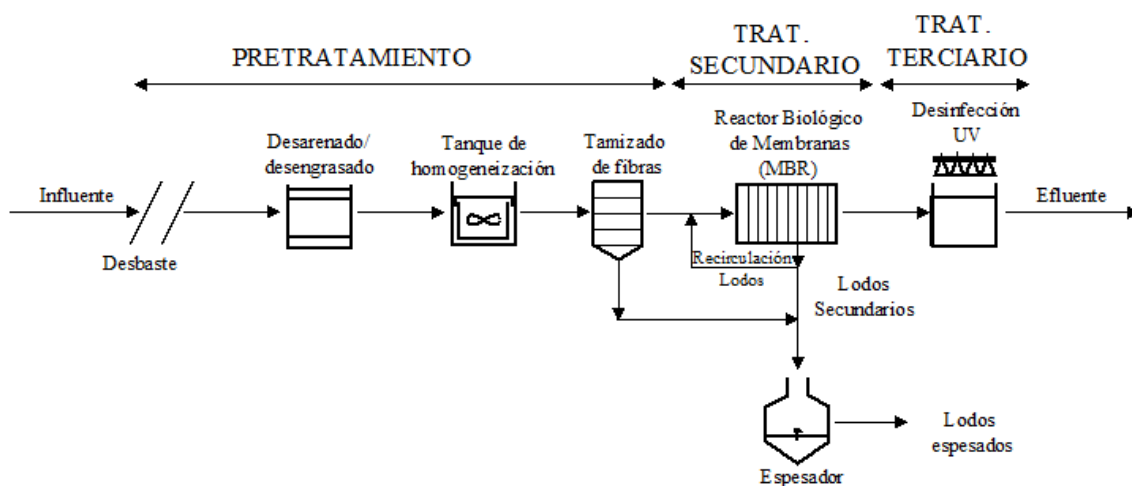 PRETRATAMIENTO
TRAT.
SECUNDARIO
TRAT.
TERCIARIO
Desarenado/
desengrasado
Tanque de
homogeneización
Tamizado
de fibras
Reactor Biológico
de Membranas
(MBR)
Desinfección
UV
Influente
Efluente
Desbaste
Recirculación
Lodos
Lodos
Secundarios
Lodos
espesados
Espesador